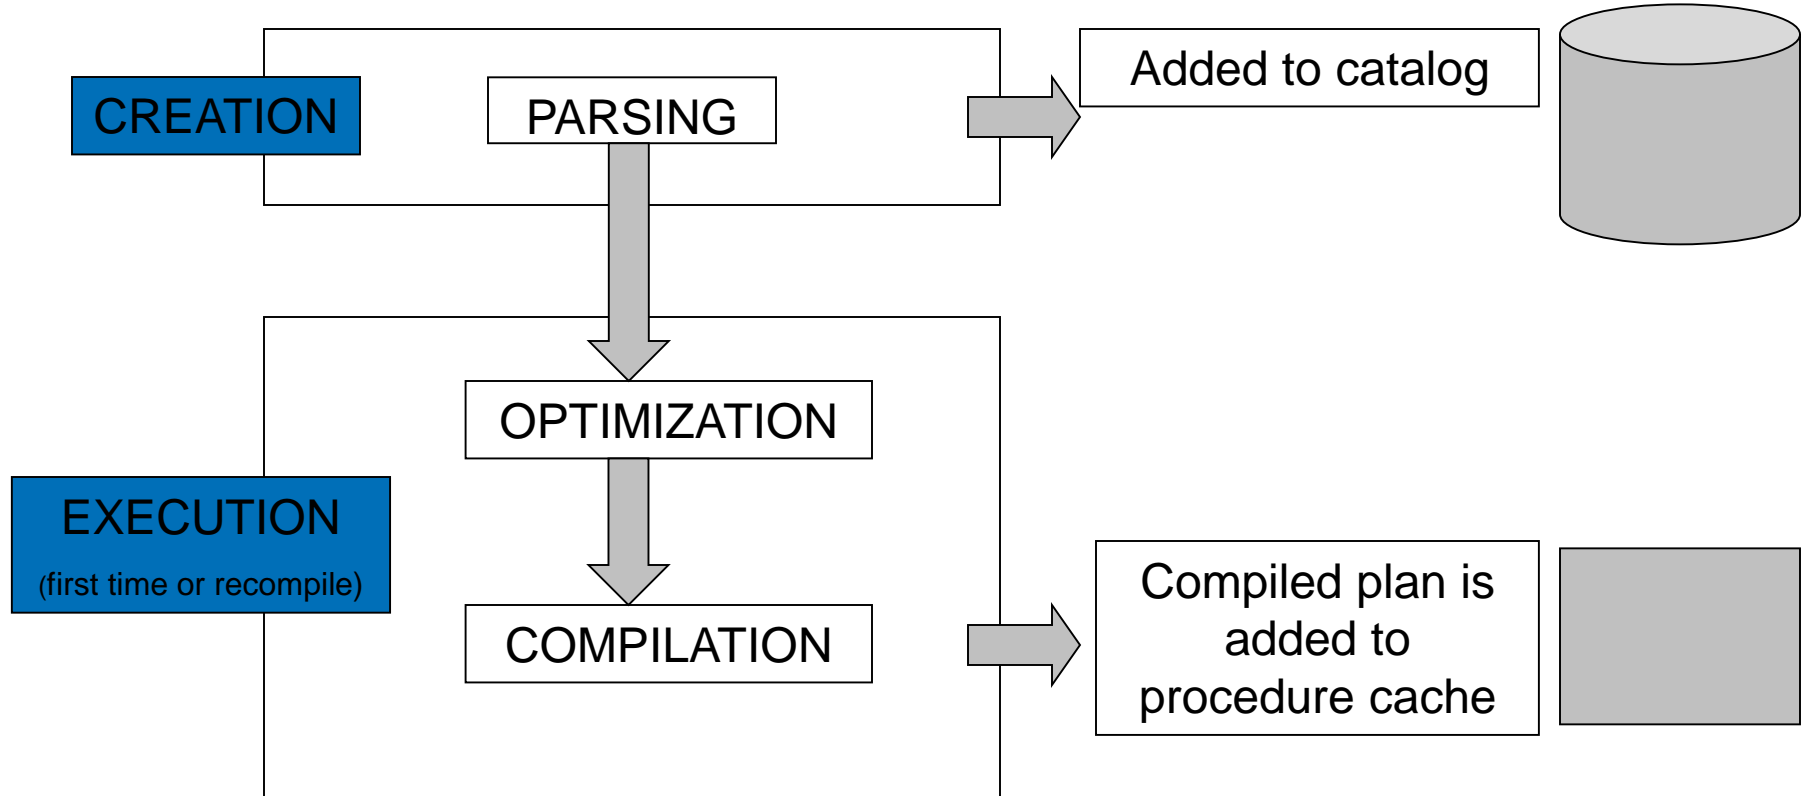 CREATION
PARSING
Added to catalog
OPTIMIZATION
EXECUTION
(first time or recompile)
COMPILATION
Compiled plan is
added to
procedure cache